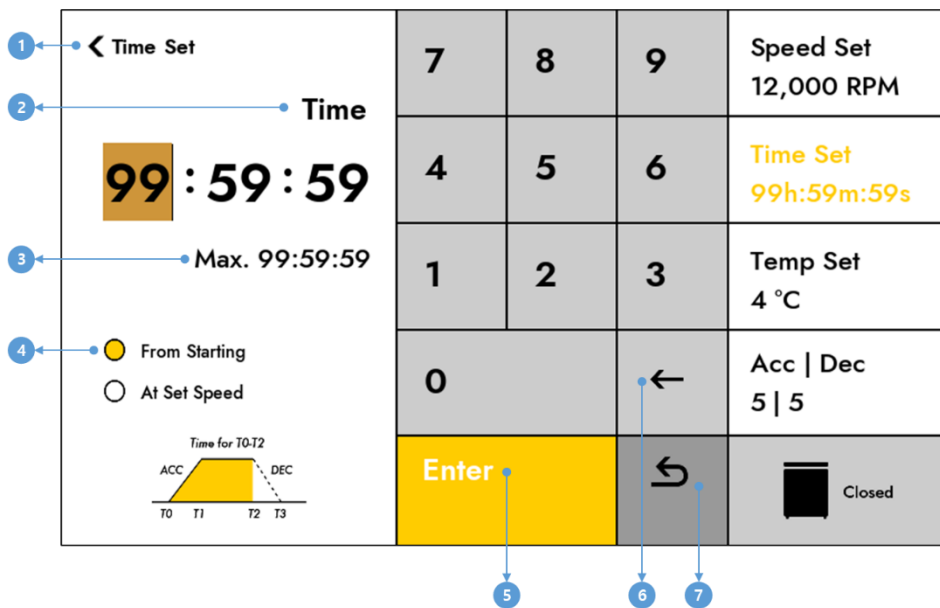 1
Time Set
2
Time
99 : 59 : 59
3
Max. 99:59:59
4
From Starting
At Set Speed
Time for T0-T2
ACC
DEC
T0
T1
T2
T3
7
8
9
4
5
6
1
2
3
0
←
Enter
Speed Set
12,000 RPM
Time Set
99h:59m:59s
Temp Set
4 °C
Acc | Dec
5 | 5
Closed
5
6
7